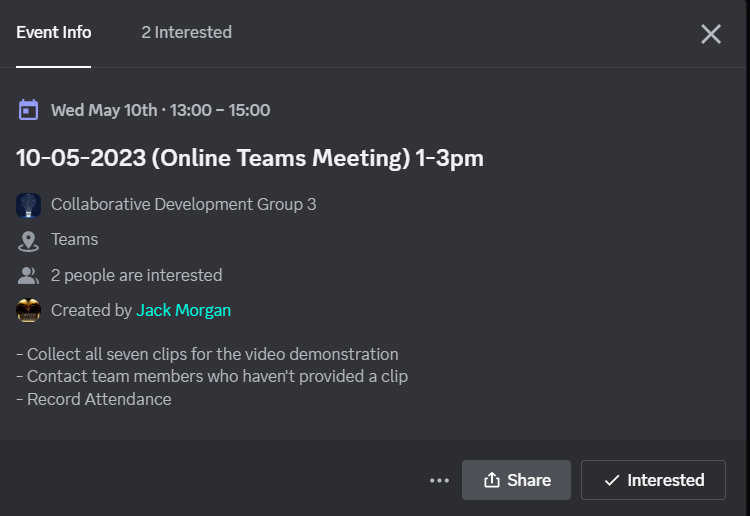 Event Info
2 Interested
Wed May 10th · 13:00 – 15:00
10-05-2023 (Online Teams Meeting) 1-3pm
Collaborative Development Group 3
Teams
2 people are interested
Created by Jack Morgan
- Collect all seven clips for the video demonstration
- Contact team members who haven't provided a clip
- Record Attendance
Share
Interested